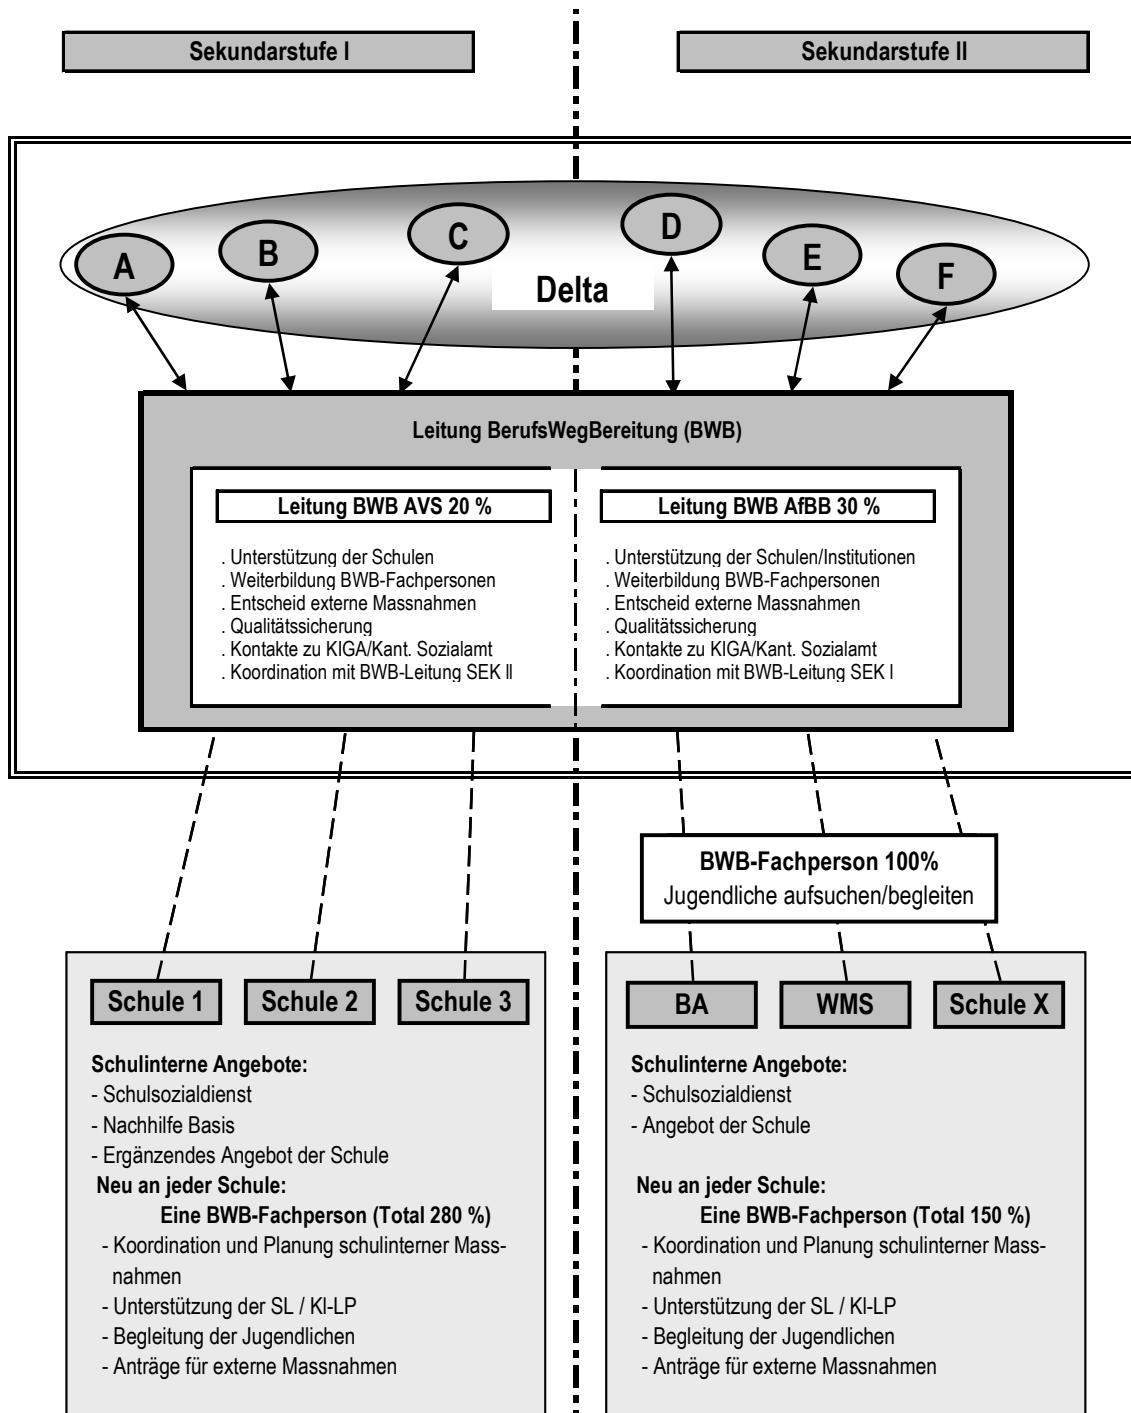 Sekundarstufe I
Sekundarstufe II
A
B
C
D
E
F
Delta
Leitung BerufsWegBereitung (BWB)
Leitung BWB AVS 20 %
. Unterstützung der Schulen
. Weiterbildung BWB-Fachpersonen
. Entscheid externe Massnahmen
. Qualitätssicherung
. Kontakte zu KIGA/Kant. Sozialamt
. Koordination mit BWB-Leitung SEK II
Leitung BWB AfBB 30 %
. Unterstützung der Schulen/Institutionen
. Weiterbildung BWB-Fachpersonen
. Entscheid externe Massnahmen
. Qualitätssicherung
. Kontakte zu KIGA/Kant. Sozialamt
. Koordination mit BWB-Leitung SEK I
BWB-Fachperson 100%
Jugendliche aufsuchen/begleiten
Schule 1
Schule 2
Schule 3
Schulinterne Angebote:
- Schulsozialdienst
- Nachhilfe Basis
- Ergänzendes Angebot der Schule
Neu an jeder Schule:
Eine BWB-Fachperson (Total 280 %)
- Koordination und Planung schulinterner Mass-
nahmen
- Unterstützung der SL / Kl-LP
- Begleitung der Jugendlichen
- Anträge für externe Massnahmen
BA
WMS
Schule X
Schulinterne Angebote:
- Schulsozialdienst
- Angebot der Schule
Neu an jeder Schule:
Eine BWB-Fachperson (Total 150 %)
- Koordination und Planung schulinterner Mass-
nahmen
- Unterstützung der SL / Kl-LP
- Begleitung der Jugendlichen
- Anträge für externe Massnahmen